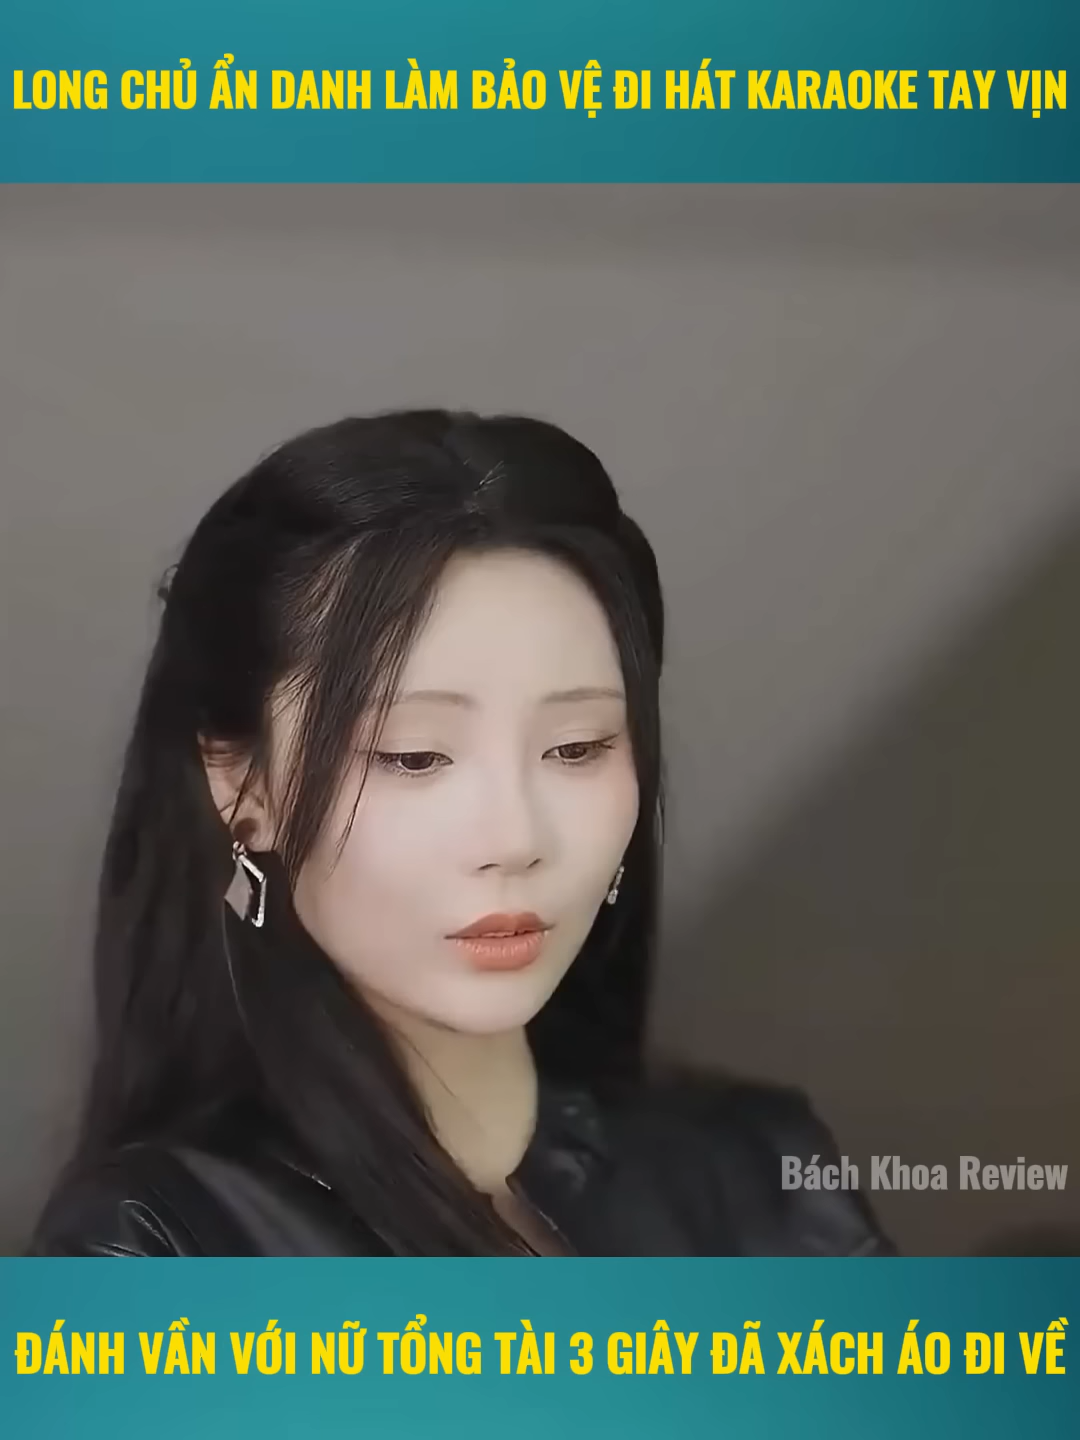 LONG CHỦ ẨN DANH LÀM BẢO VỆ ĐI HÁT KARAOKE TAY VỊN
Bách Khoa Review
ĐÁNH VẦN VỚI NỮ TỔNG TÀI 3 GIÂY ĐÃ XÁCH ÁO ĐI VỀ